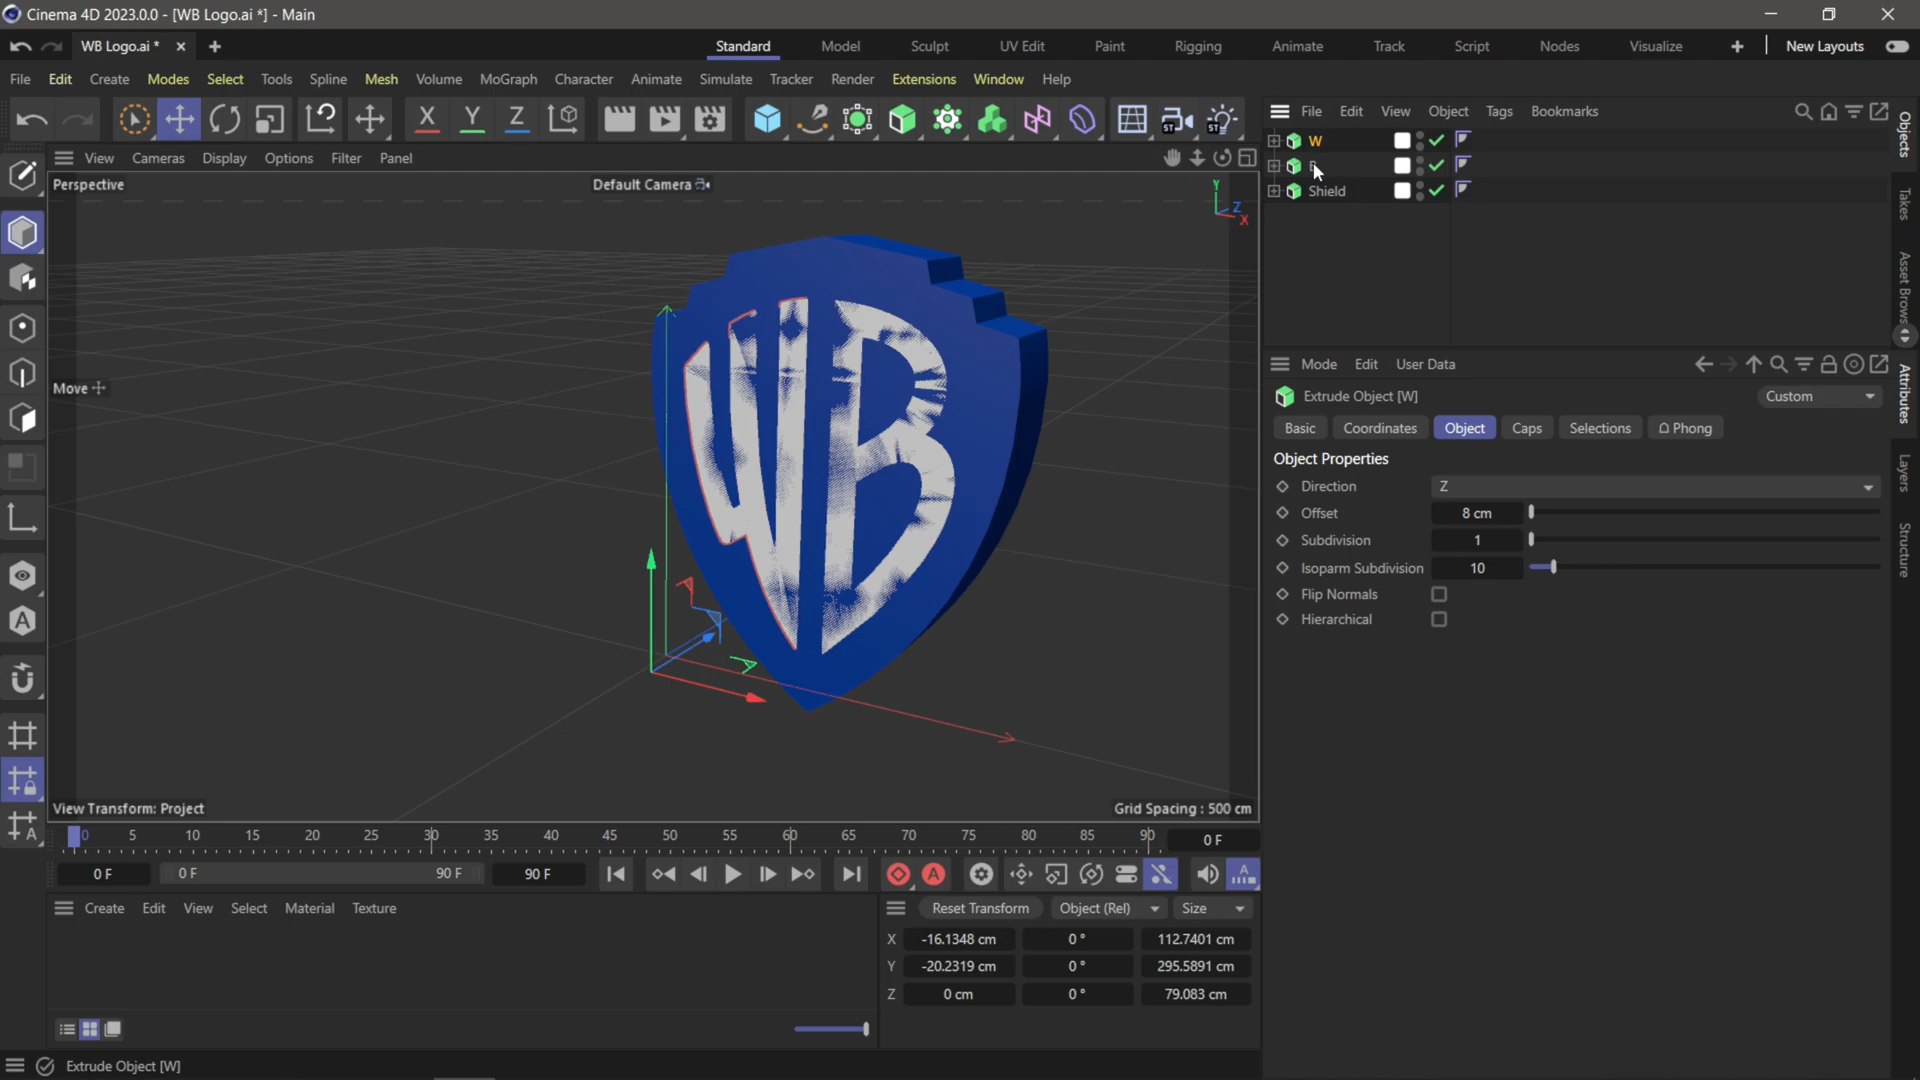 Cinema 4D 2023.0.0 - [WB Logo.ai *] - Main
WB Logo.ai *
Standard Model Sculpt UV Edit Paint Rigging Animate Track Script Nodes Visualize New Layouts
File Edit Create Modes Select Tools Spline Mesh Volume MoGraph Character Animate Simulate Tracker Render Extensions Window Help
X Y Z
ST ST
File Edit View Object Tags Bookmarks
View Cameras Display Options Filter Panel
Perspective Default Camera
Y Z X
W
Shield
Objects
Takes
Asset Brows
Move
WB
Mode Edit User Data
Extrude Object [W] Custom
Basic Coordinates Object Caps Selections Phong
Object Properties
Direction Z
Offset 8 cm
Subdivision 1
Isoparm Subdivision 10
Flip Normals
Hierarchical
Attributes
Layers
Structure
A
A
View Transform: Project Grid Spacing : 500 cm
0 5 10 15 20 25 30 35 40 45 50 55 60 65 70 75 80 85 90 0 F
0 F 0 F 90 F 90 F
A A
Create Edit View Select Material Texture
Reset Transform Object (Rel) Size
X -16.1348 cm 0 ° 112.7401 cm
Y -20.2319 cm 0 ° 295.5891 cm
Z 0 cm 0 ° 79.083 cm
Extrude Object [W]